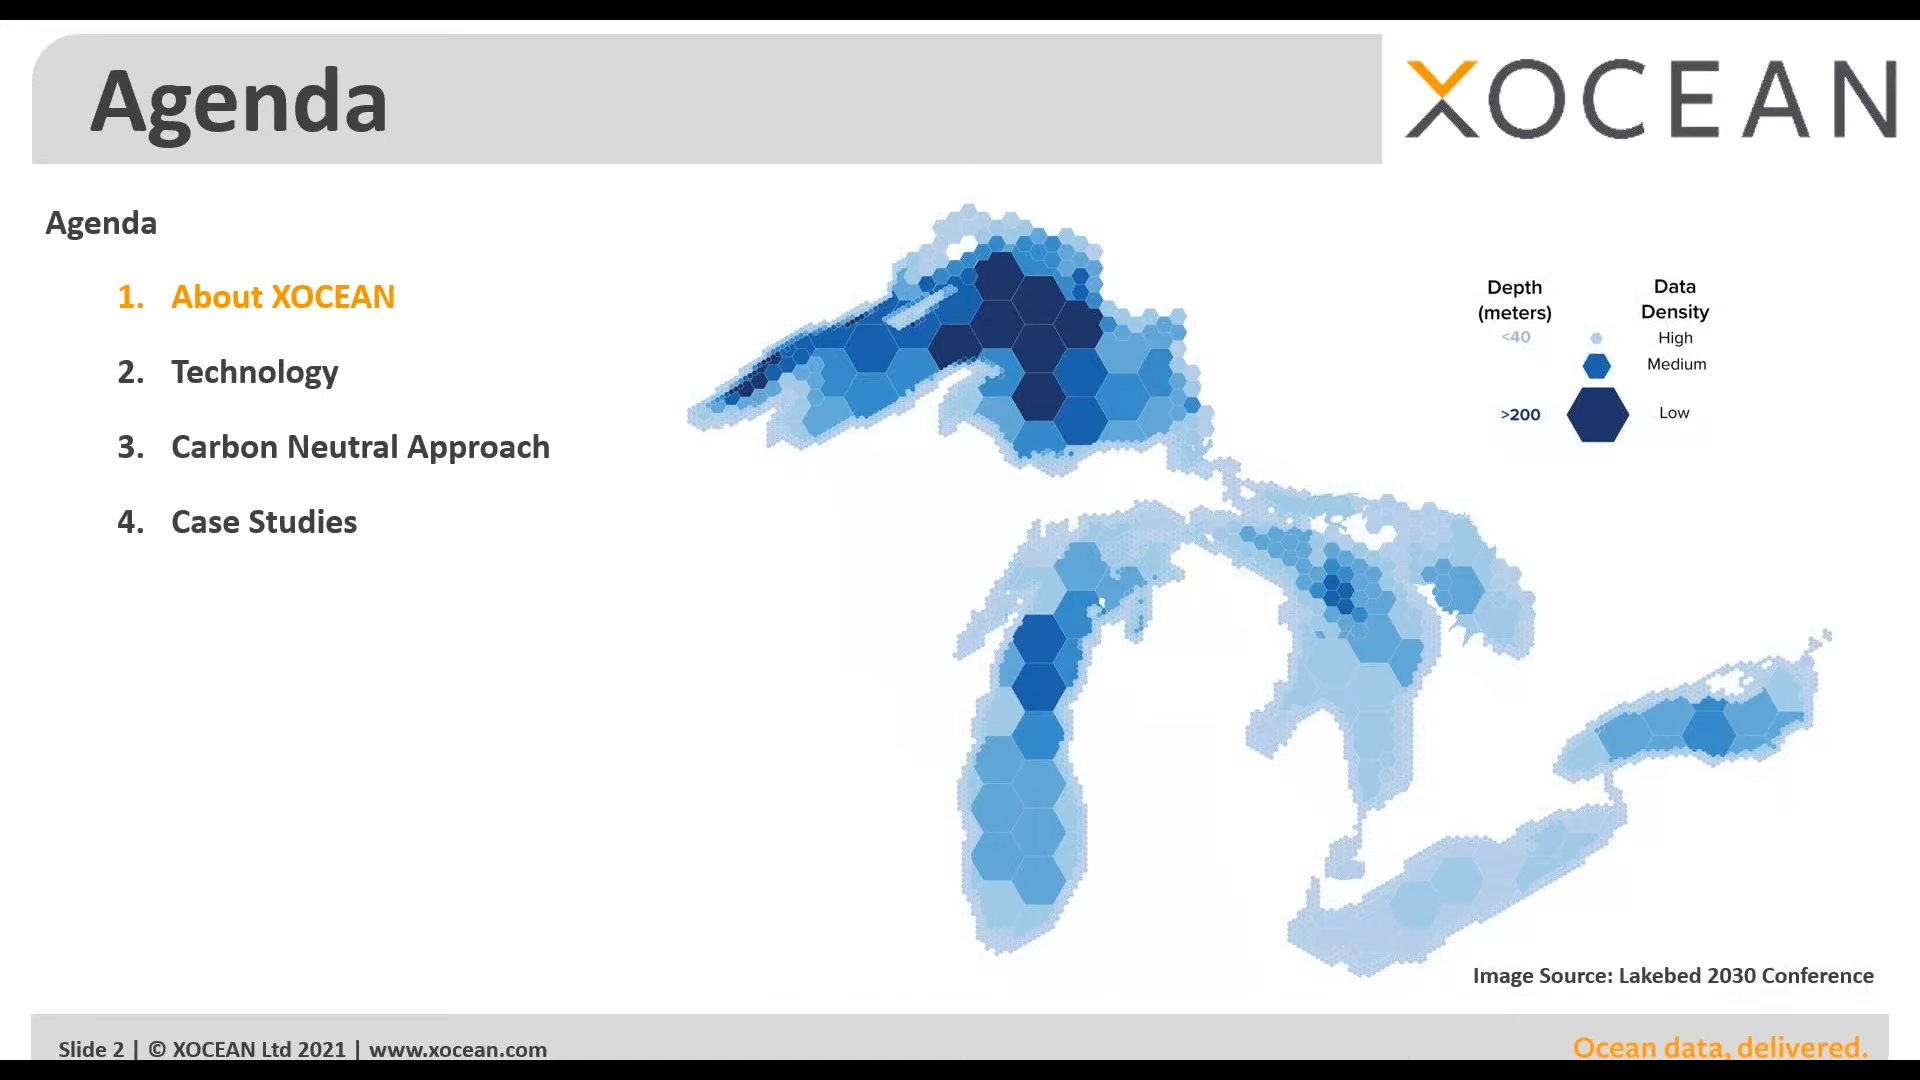 Agenda
XOCEAN
Agenda
1. About XOCEAN
2. Technology
3. Carbon Neutral Approach
4. Case Studies
Depth
(meters)
<40
>200
Data
Density
High
Medium
Low
Image Source: Lakebed 2030 Conference
Slide 2 | © XOCEAN Ltd 2021 | www.xocean.com
Ocean data, delivered.